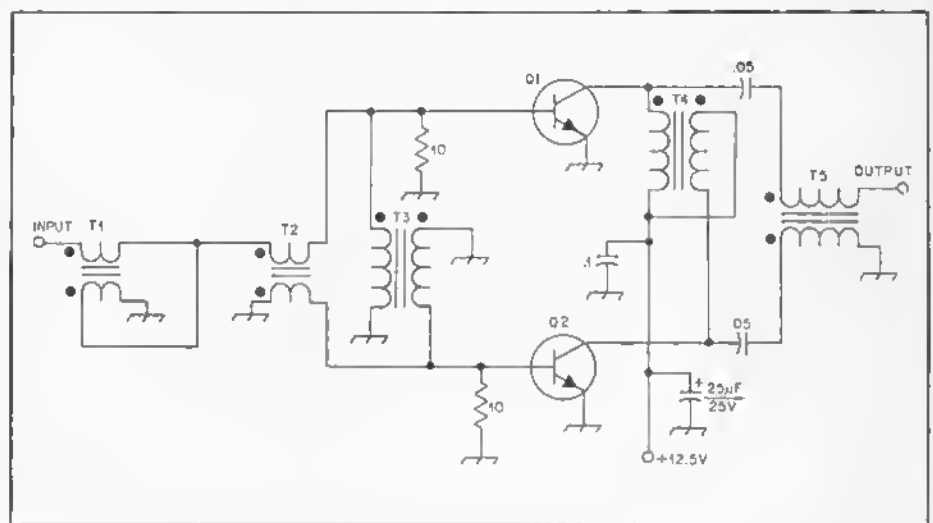 Q1
.05
T4
10
T5
OUTPUT
INPUT
T1
T2
T3
.1
Q2
.05
10
+
25µF
25V
+12.5V